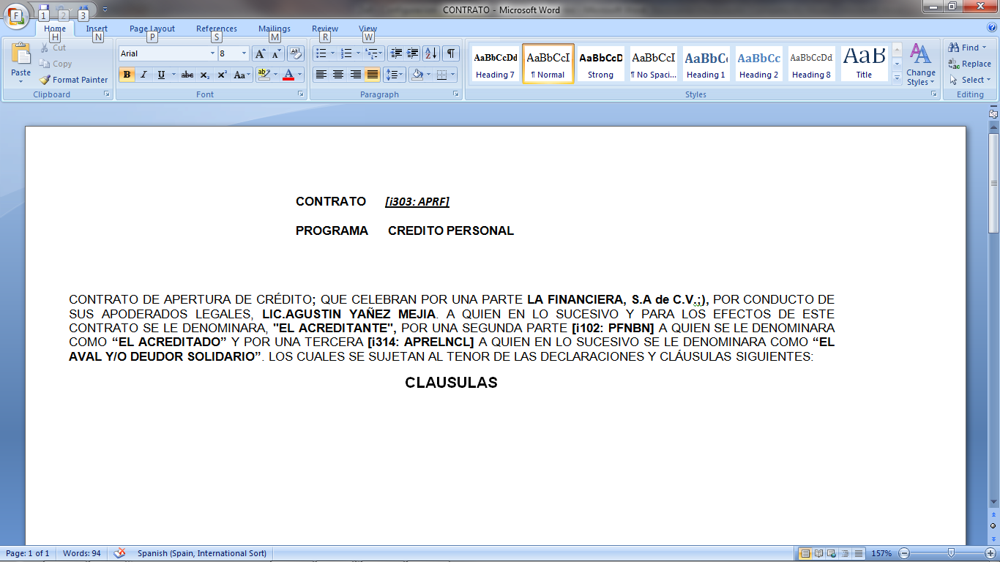 CONTRATO - Microsoft Word
F 1 2 3
Home Insert Page Layout References Mailings Review View
H N P S M R W
Paste
Cut
Copy
Format Painter
Clipboard
Arial 8
B I U abc x₂ x² Aa A
Font
Paragraph
AaBbCcDd AaBbCcI AaBbCcD AaBbCcI AaBbC AaBbCc AaBbCcDd AaB
Heading 7 ¶ Normal Strong ¶ No Spaci... Heading 1 Heading 2 Heading 8 Title
Change Styles
Styles
Find
Replace
Select
Editing
CONTRATO [i303: APRF]
PROGRAMA CREDITO PERSONAL
CONTRATO DE APERTURA DE CRÉDITO; QUE CELEBRAN POR UNA PARTE LA FINANCIERA, S.A de C.V.;), POR CONDUCTO DE
SUS APODERADOS LEGALES, LIC.AGUSTIN YAÑEZ MEJIA. A QUIEN EN LO SUCESIVO Y PARA LOS EFECTOS DE ESTE
CONTRATO SE LE DENOMINARA, "EL ACREDITANTE", POR UNA SEGUNDA PARTE [i102: PFNBN] A QUIEN SE LE DENOMINARA
COMO “EL ACREDITADO” Y POR UNA TERCERA [i314: APRELNCL] A QUIEN EN LO SUCESIVO SE LE DENOMINARA COMO “EL
AVAL Y/O DEUDOR SOLIDARIO”. LOS CUALES SE SUJETAN AL TENOR DE LAS DECLARACIONES Y CLÁUSULAS SIGUIENTES:
CLAUSULAS
Page: 1 of 1 Words: 94 Spanish (Spain, International Sort) 157%